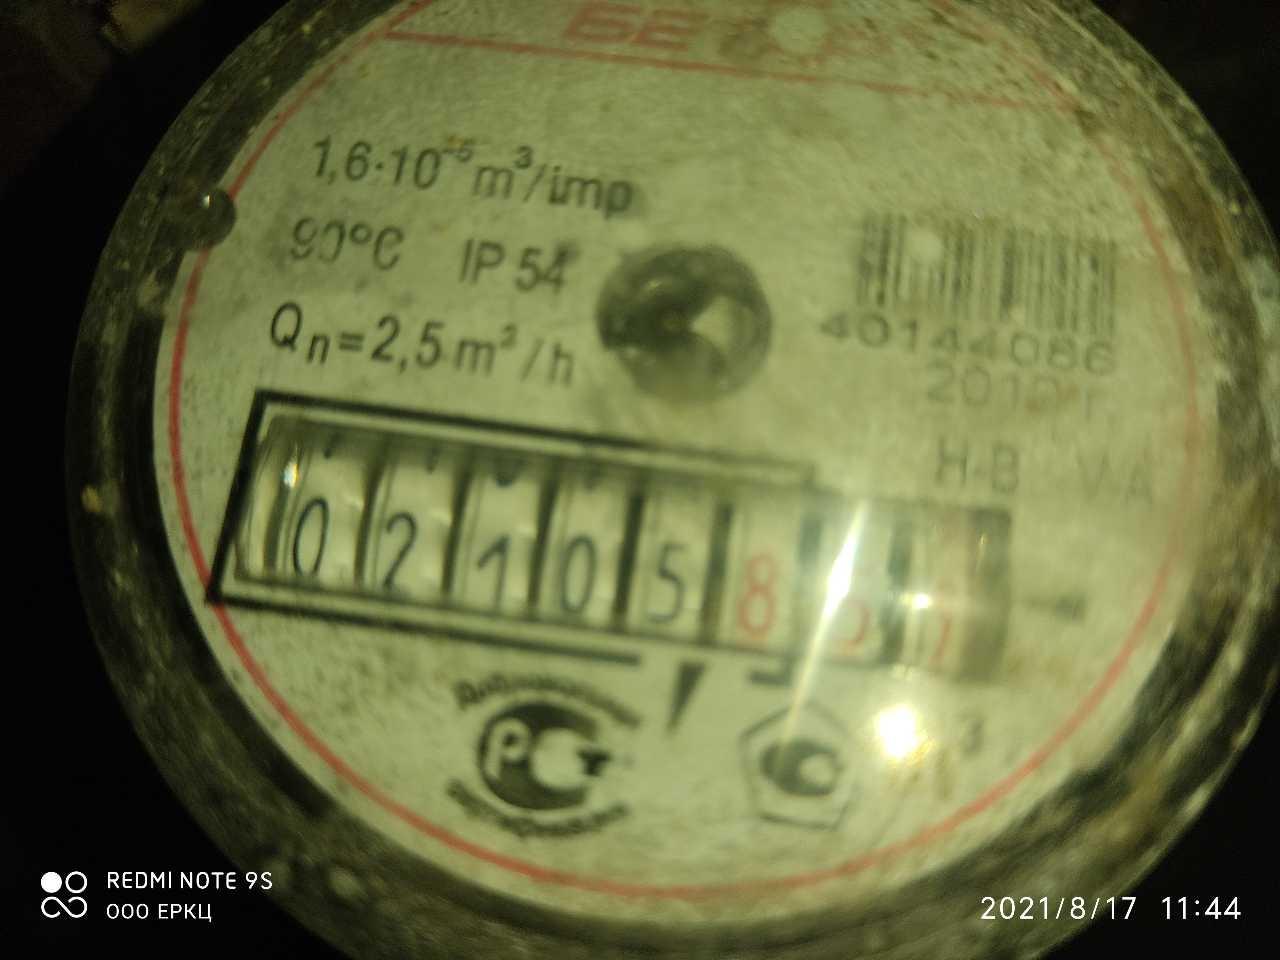 1,6·10⁻⁵ m³/imp
90°C IP 54
Qn=2,5 m³/h
40144086
H-B V-A
02105 8
РСТ
REDMI NOTE 9S
ООО ЕРКЦ
2021/8/17 11:44